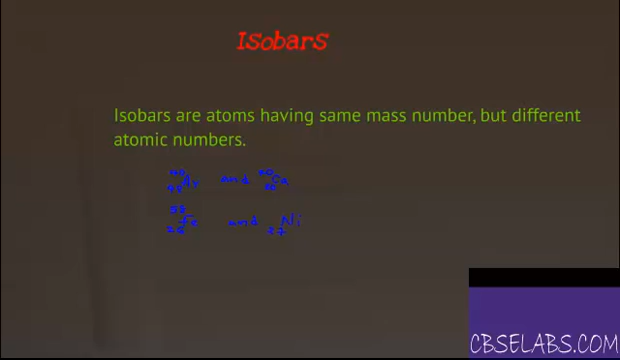 Isobars
Isobars are atoms having same mass number, but different
atomic numbers.
and Ca
Fe and Ni
27
CBSELABS.COM